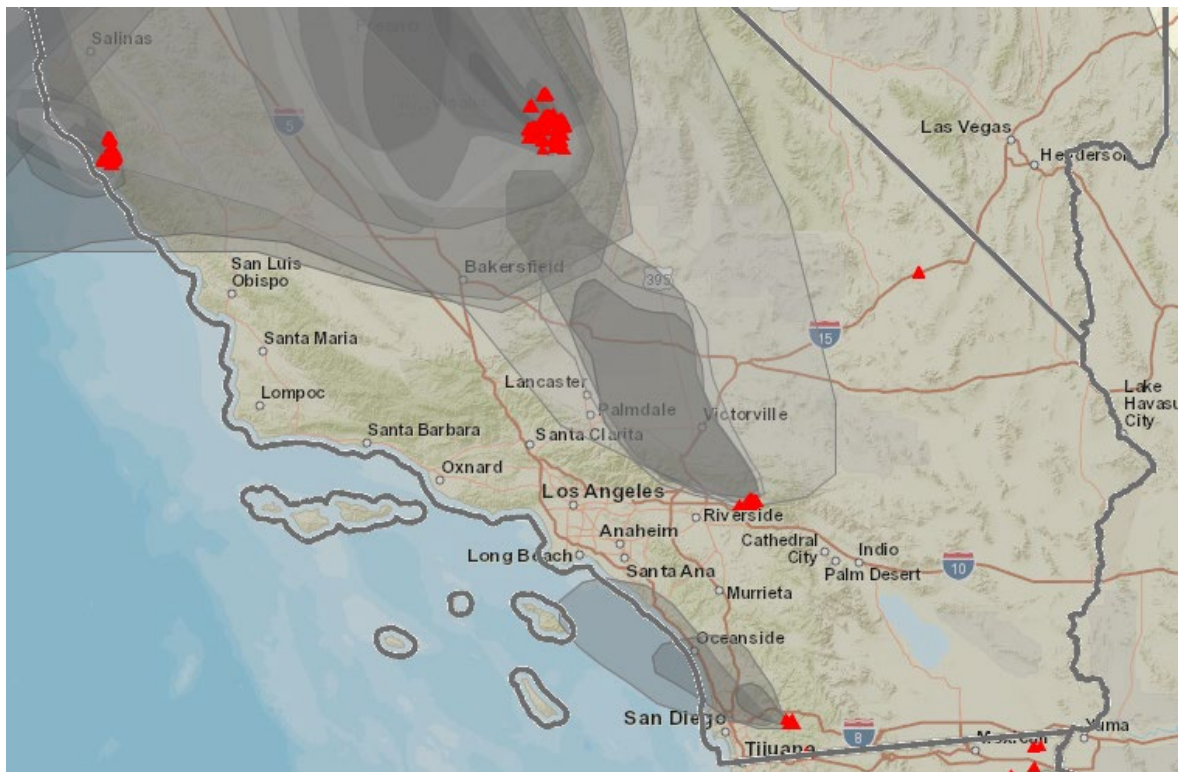 Salinas
Fresno
5
Las Vegas
Henderson
San Luis
Obispo
Bakersfield
395
15
Santa Maria
Lompoc
Lancaster
Palmdale
Victorville
Lake
Havasu
City
Santa Barbara
Santa Clarita
Oxnard
Los Angeles
Riverside
Anaheim
Cathedral
City
Indio
Long Beach
Santa Ana
Palm Desert
10
Murrieta
Oceanside
San Diego
Tijuana
8
Mexicali
Yuma